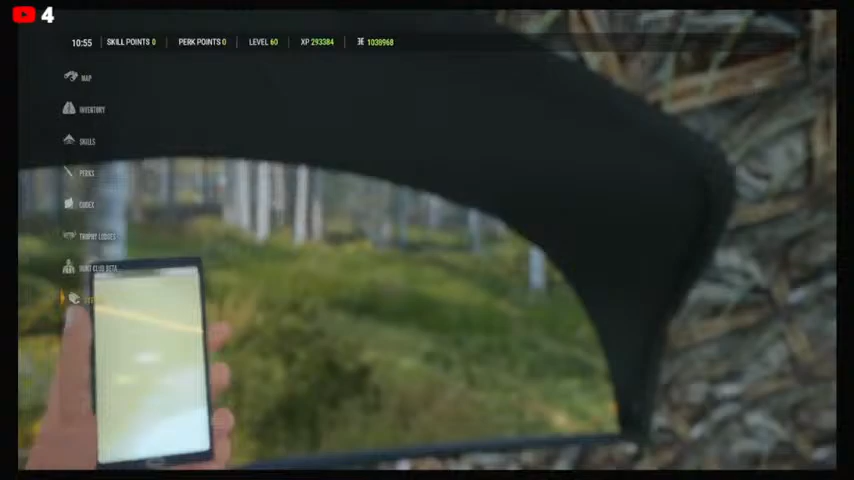 4
10:55 SKILL POINTS 0 PERK POINTS 0 LEVEL 60 XP 293384 1038968
MAP
INVENTORY
SKILLS
PERKS
CODEX
TROPHY LODGES
HUNT CLUB BETA